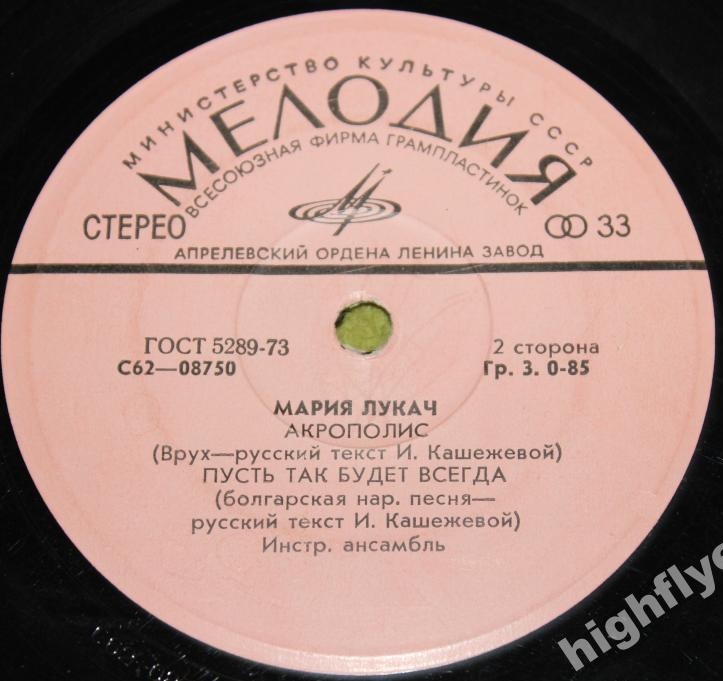 МИНИСТЕРСТВО КУЛЬТУРЫ СССР
МЕЛОДИЯ
ВСЕСОЮЗНАЯ ФИРМА ГРАМПЛАСТИНОК
СТЕРЕО
33
АПРЕЛЕВСКИЙ ОРДЕНА ЛЕНИНА ЗАВОД
ГОСТ 5289-73
2 сторона
С62—08750
Гр. 3. 0-85
МАРИЯ ЛУКАЧ
АКРОПОЛИС
(Врух—русский текст И. Кашежевой)
ПУСТЬ ТАК БУДЕТ ВСЕГДА
(болгарская нар. песня—
русский текст И. Кашежевой)
Инстр. ансамбль